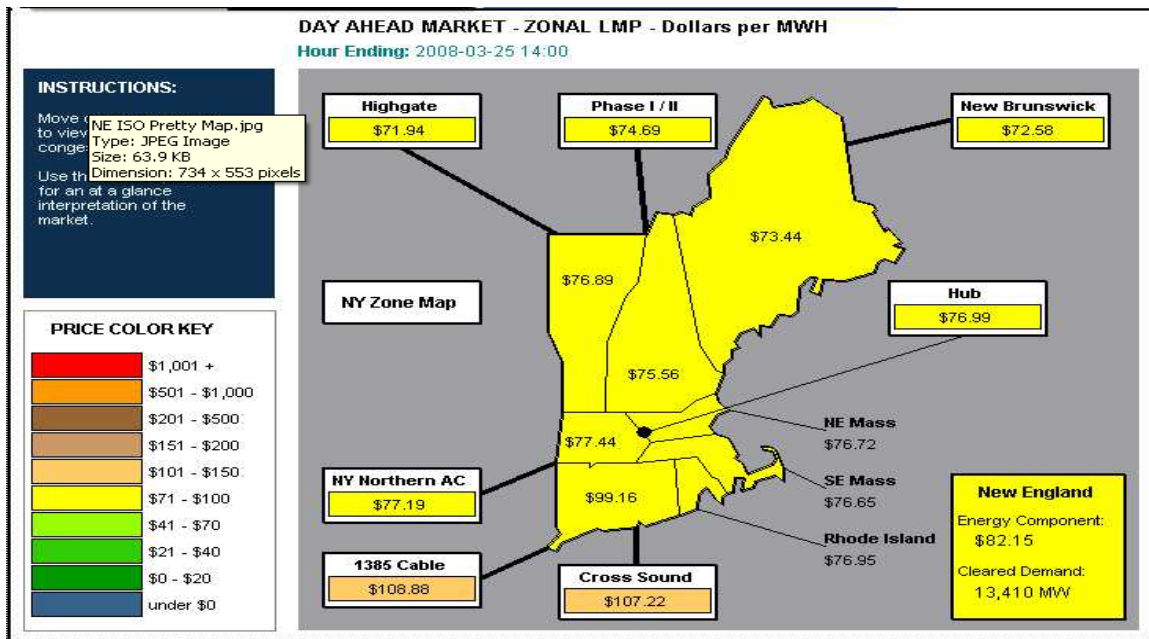 DAY AHEAD MARKET - ZONAL LMP - Dollars per MWH
Hour Ending: 2008-03-25 14:00
INSTRUCTIONS:
Move
to view
conge
Use th
for an at a glance
interpretation of the
market.
NE ISO Pretty Map.jpg
Type: JPEG Image
Size: 63.9 KB
Dimension: 734 x 553 pixels
PRICE COLOR KEY
$1,001 +
$501 - $1,000
$201 - $500
$151 - $200
$101 - $150
$71 - $100
$41 - $70
$21 - $40
$0 - $20
under $0
Highgate
$71.94
Phase I / II
$74.69
New Brunswick
$72.58
$73.44
$76.89
NY Zone Map
Hub
$76.99
$75.56
NE Mass
$76.72
$77.44
NY Northern AC
$77.19
$99.16
SE Mass
$76.65
Rhode Island
$76.95
1385 Cable
$108.88
Cross Sound
$107.22
New England
Energy Component:
$82.15
Cleared Demand:
13,410 MW